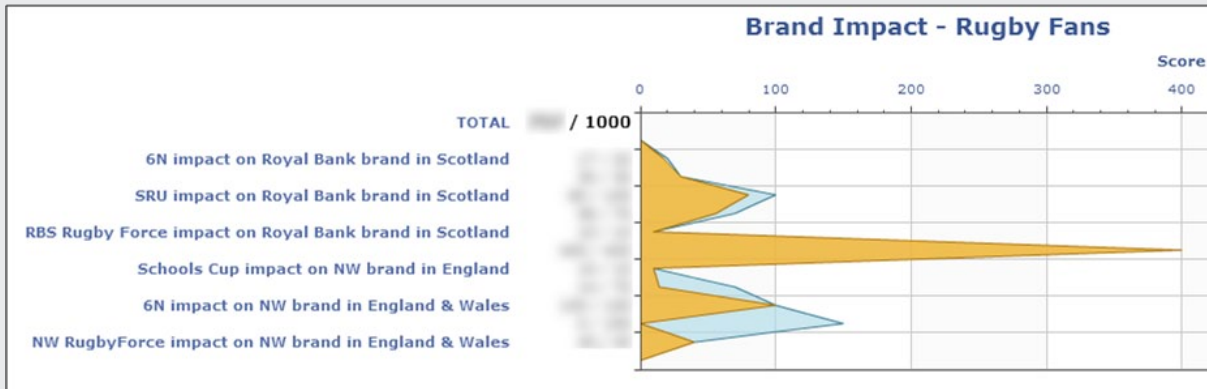 Brand Impact - Rugby Fans
Score
0 100 200 300 400
TOTAL / 1000
6N impact on Royal Bank brand in Scotland
SRU impact on Royal Bank brand in Scotland
RBS Rugby Force impact on Royal Bank brand in Scotland
Schools Cup impact on NW brand in England
6N impact on NW brand in England & Wales
NW RugbyForce impact on NW brand in England & Wales